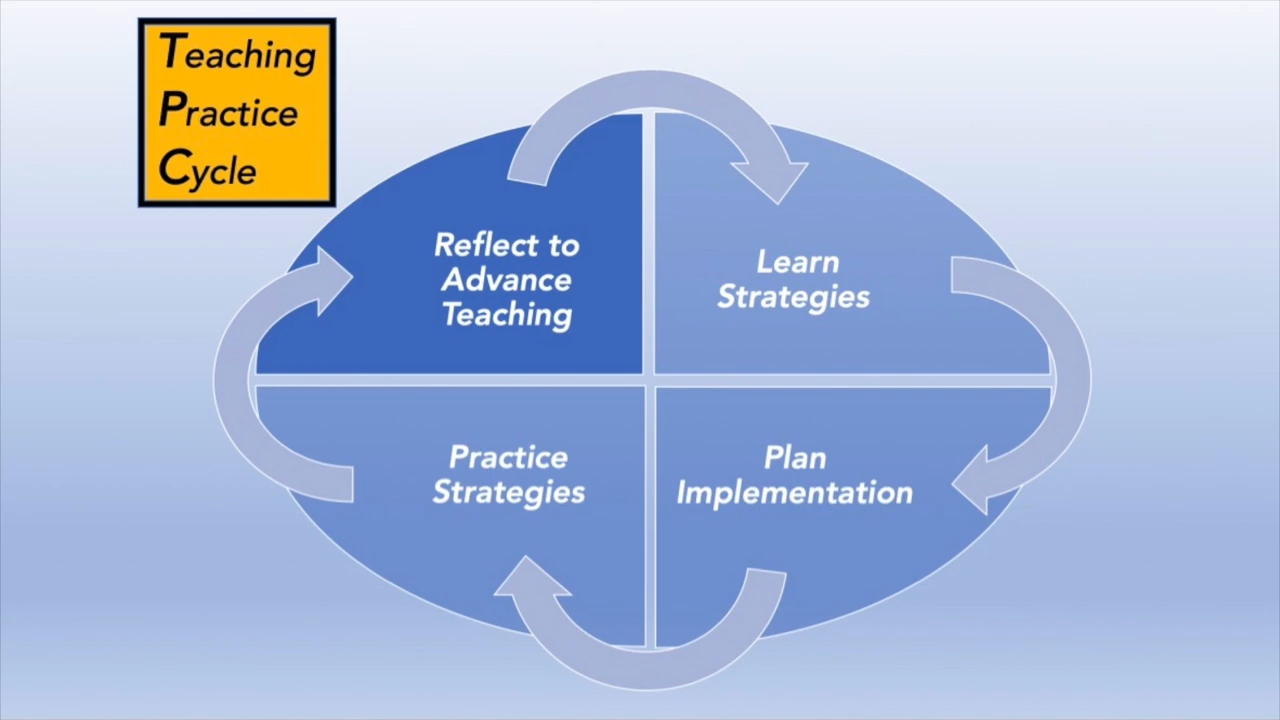 Teaching
Practice
Cycle
Reflect to
Advance
Teaching
Learn
Strategies
Practice
Strategies
Plan
Implementation